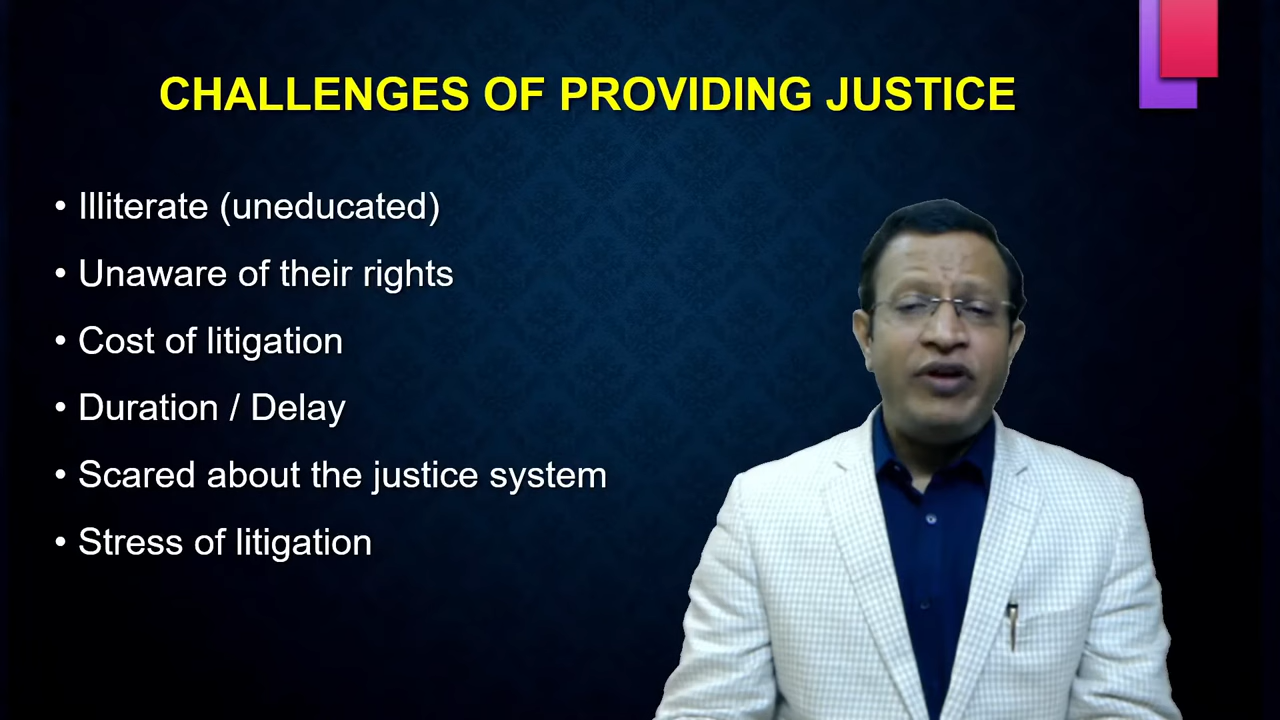 CHALLENGES OF PROVIDING JUSTICE
• Illiterate (uneducated)
• Unaware of their rights
• Cost of litigation
• Duration / Delay
• Scared about the justice system
• Stress of litigation